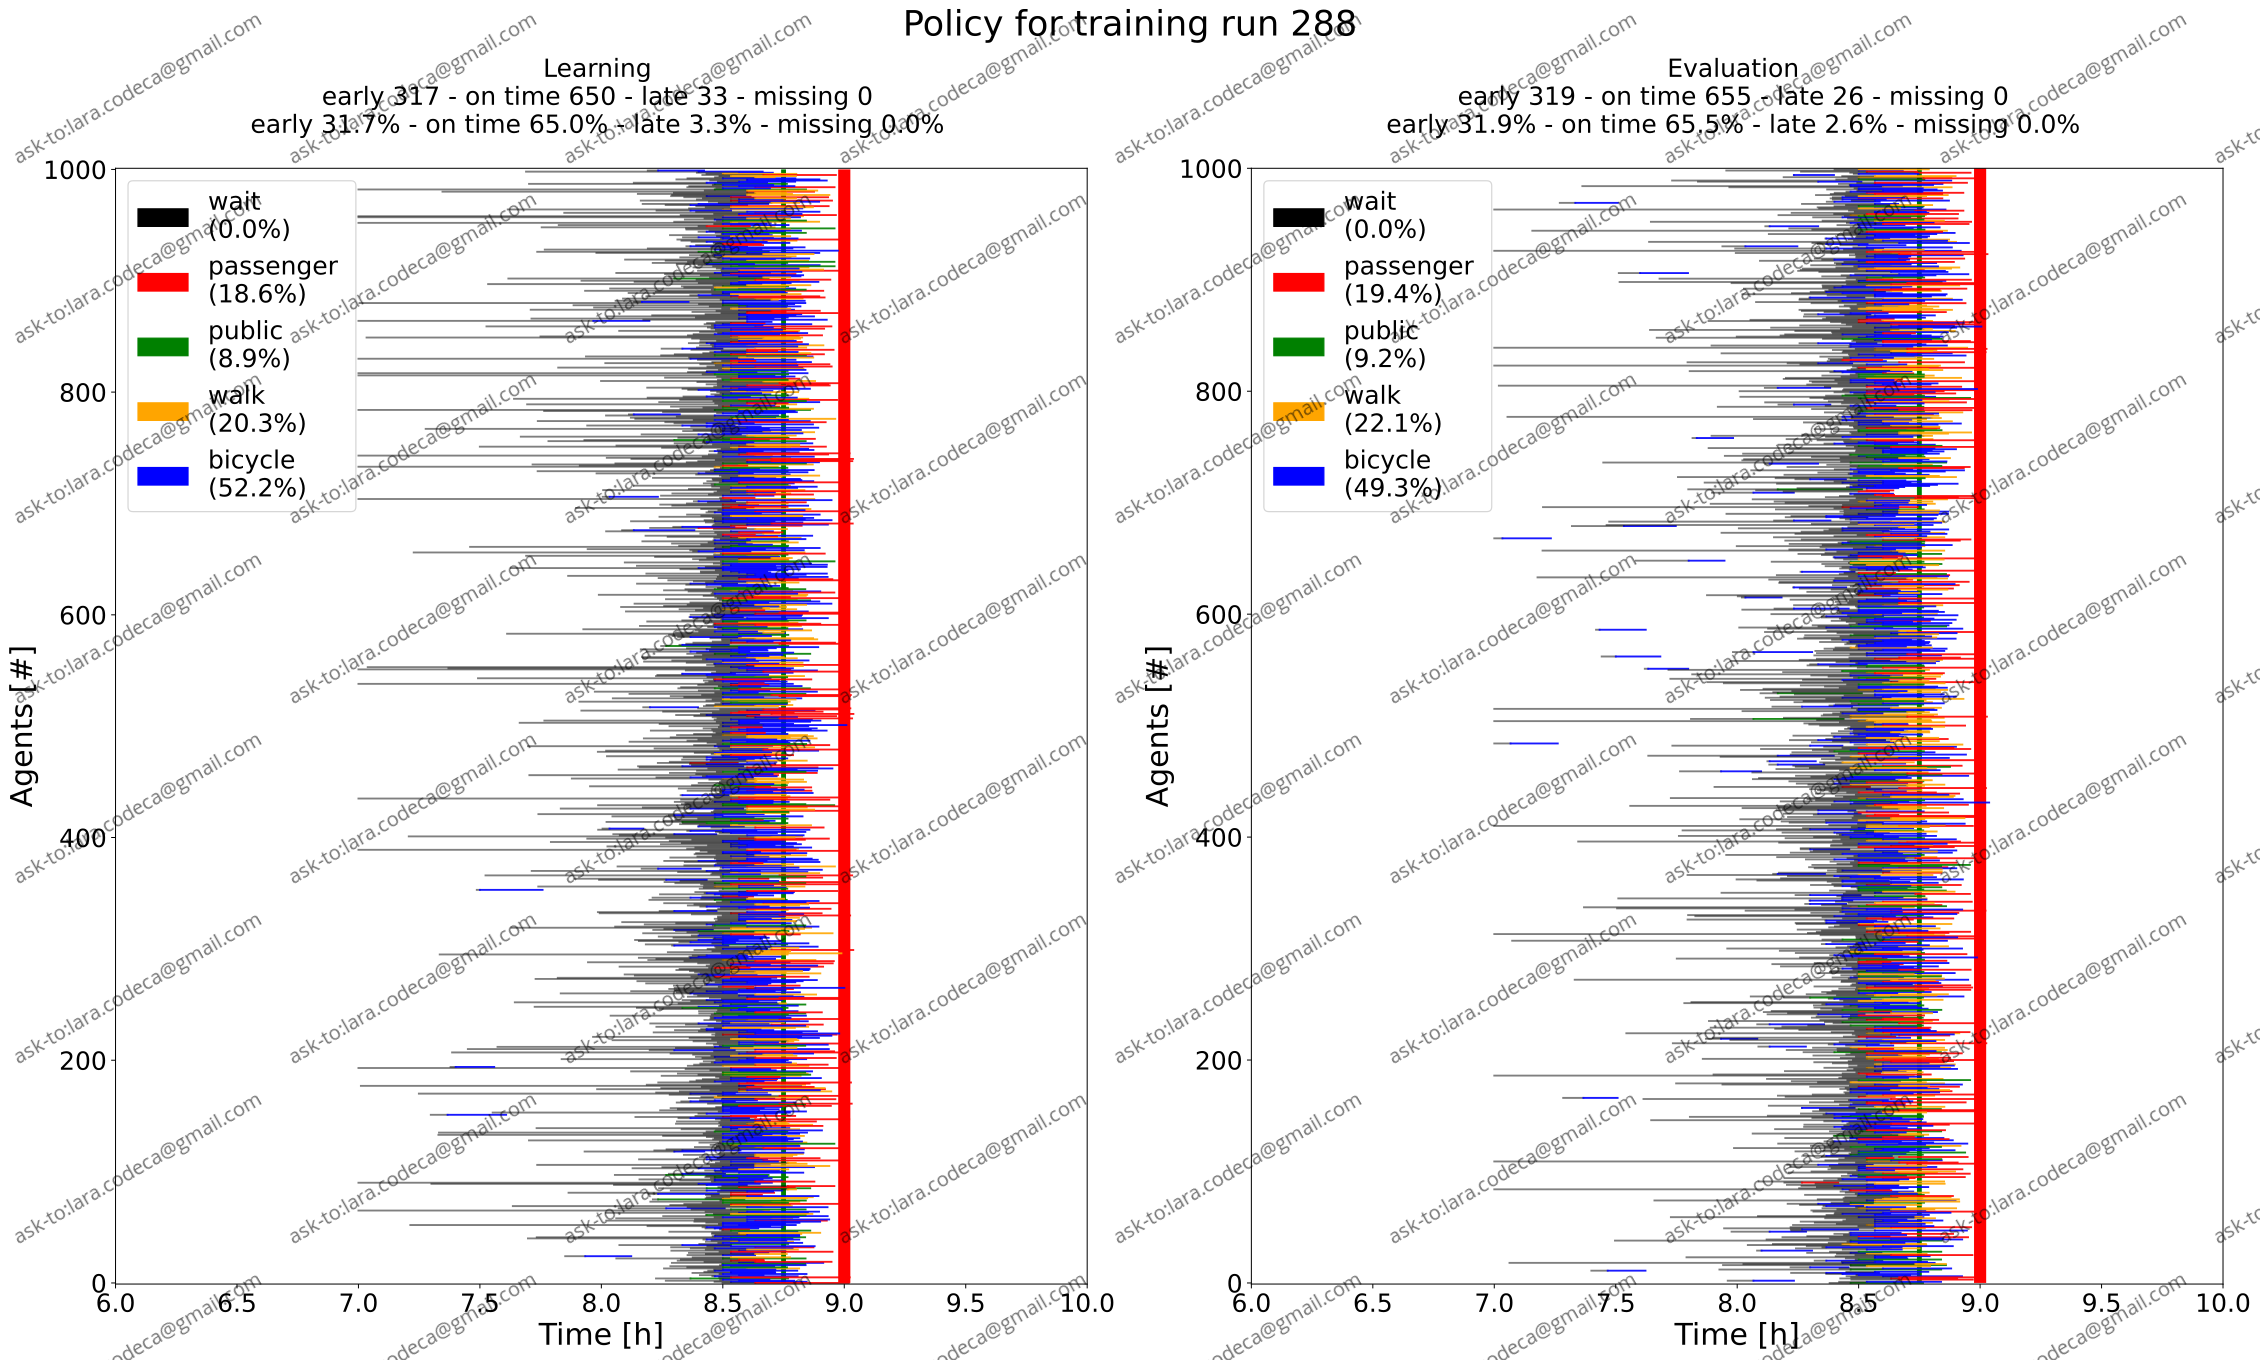 Policy for training run 288
Learning
early 317 - on time 650 - late 33 - missing 0
early 31.7% - on time 65.0% - late 3.3% - missing 0.0%
1000
800
600
400
200
0
Agents [#]
wait
(0.0%)
passenger
(18.6%)
public
(8.9%)
walk
(20.3%)
bicycle
(52.2%)
6.0 6.5 7.0 7.5 8.0 8.5 9.0 9.5 10.0
Time [h]
Evaluation
early 319 - on time 655 - late 26 - missing 0
early 31.9% - on time 65.5% - late 2.6% - missing 0.0%
1000
800
600
400
200
0
Agents [#]
wait
(0.0%)
passenger
(19.4%)
public
(9.2%)
walk
(22.1%)
bicycle
(49.3%)
6.0 6.5 7.0 7.5 8.0 8.5 9.0 9.5 10.0
Time [h]
ask-to:lara.codeca@gmail.com